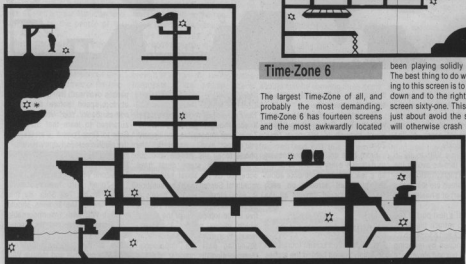 Time-Zone 6
The largest Time-Zone of all, and
probably the most demanding.
Time-Zone 6 has fourteen screens
and the most awkwardly located
been playing solidly
The best thing to do w
ing to this screen is to
down and to the right
screen sixty-one. This
just about avoid the
will otherwise crash